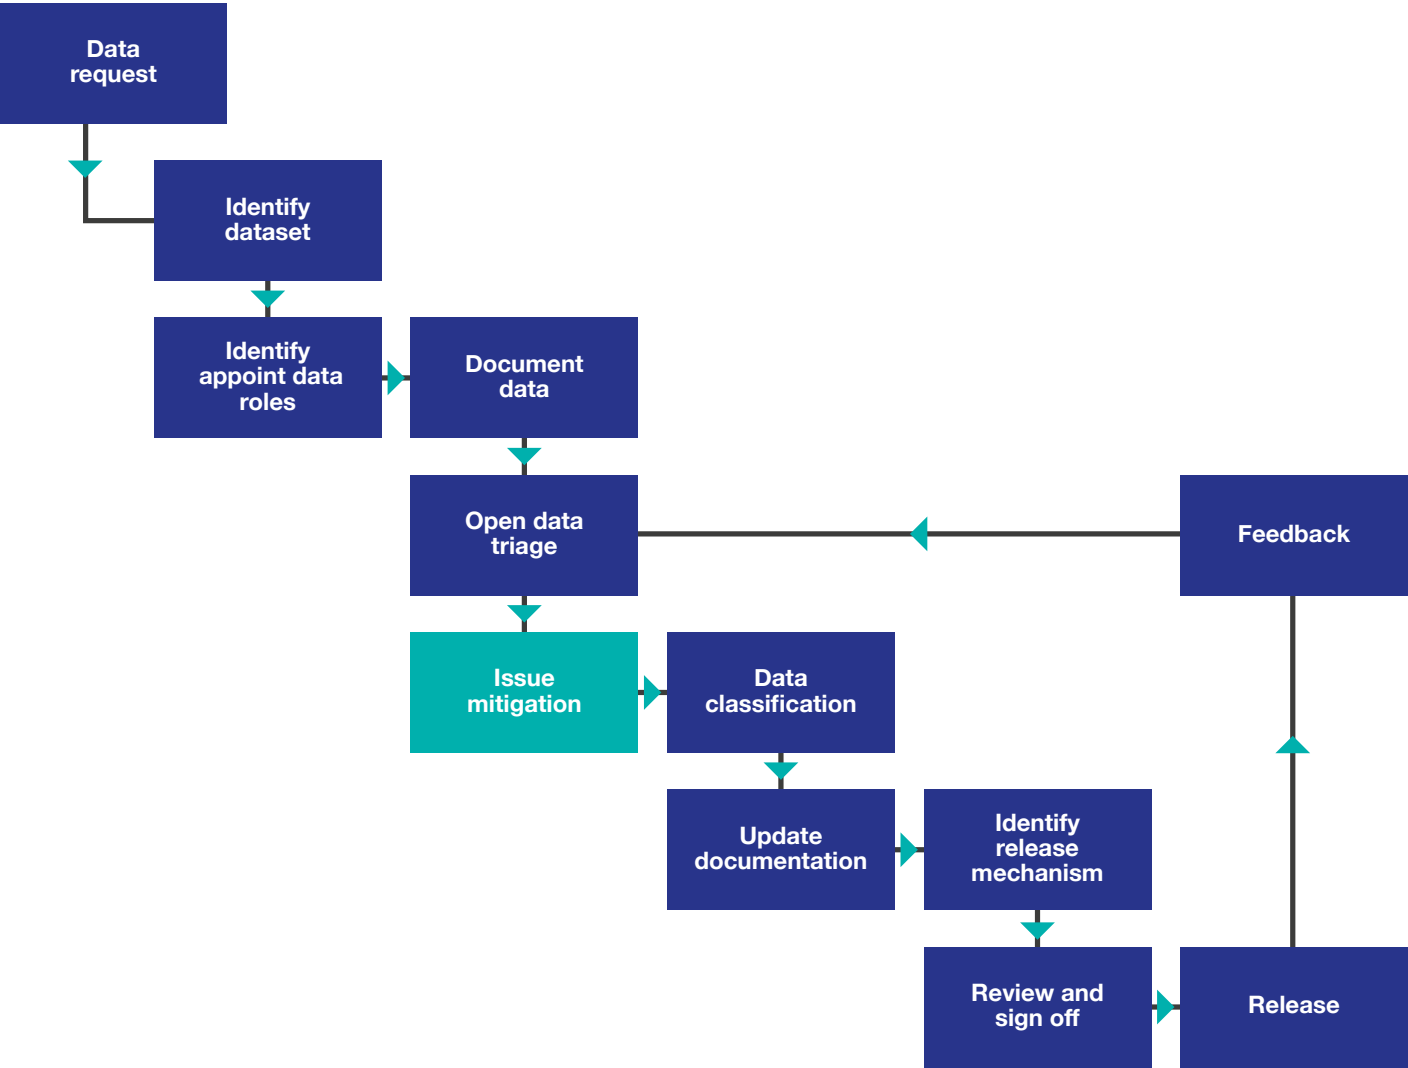 Data
request
Identify
dataset
Identify
appoint data
roles
Document
data
Open data
triage
Feedback
Issue
mitigation
Data
classification
Update
documentation
Identify
release
mechanism
Review and
sign off
Release